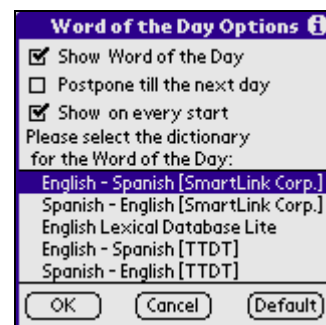 Word of the Day Options i
Show Word of the Day
Postpone till the next day
Show on every start
Please select the dictionary
for the Word of the Day:
English - Spanish [SmartLink Corp.]
Spanish - English [SmartLink Corp.]
English Lexical Database Lite
English - Spanish [TTDT]
Spanish - English [TTDT]
OK Cancel Default